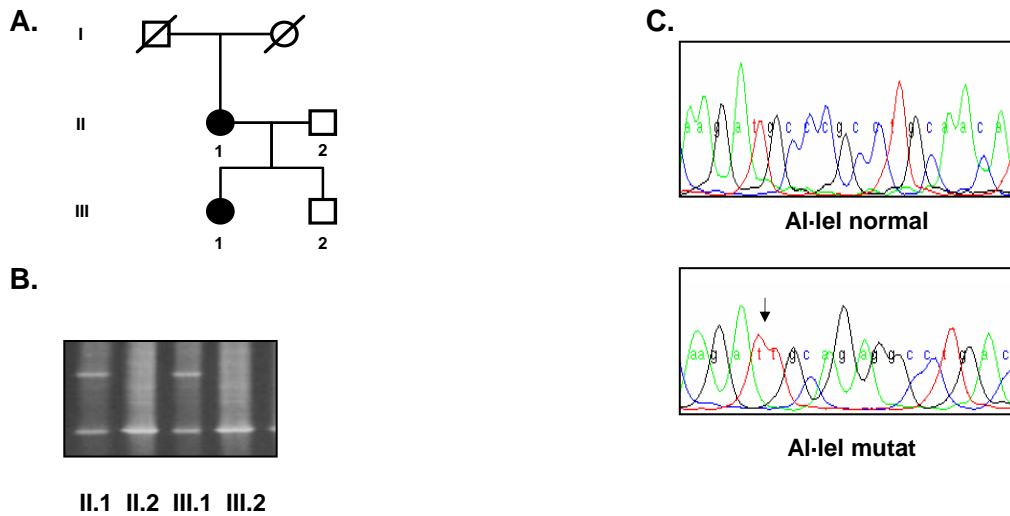 A.
I
II
1
2
III
1
2
B.
II.1 II.2 III.1 III.2
C.
a a g a t g c c c g c c t g c a a c a
Al·lel normal
a a g a t t g c a g a g g c c t g a c
Al·lel mutat